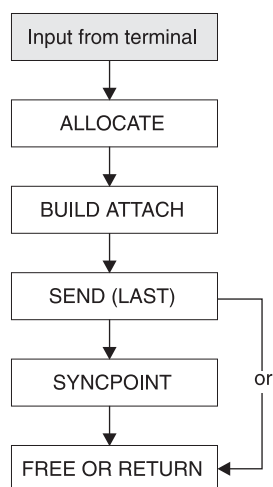 Input from terminal
ALLOCATE
BUILD ATTACH
SEND (LAST)
SYNCPOINT
or
FREE OR RETURN